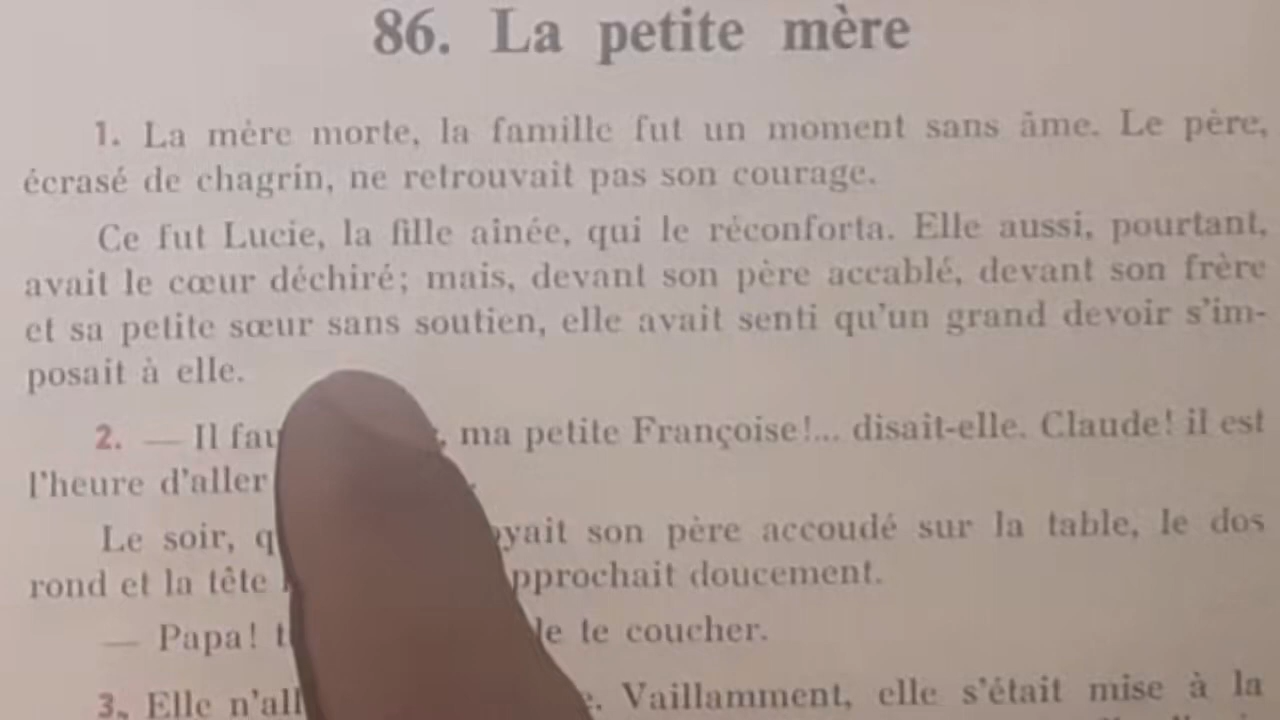 86. La petite mère
1. La mère morte, la famille fut un moment sans âme. Le père,
écrasé de chagrin, ne retrouvait pas son courage.
Ce fut Lucie, la fille ainée, qui le réconforta. Elle aussi, pourtant,
avait le cœur déchiré; mais, devant son père accablé, devant son frère
et sa petite sœur sans soutien, elle avait senti qu'un grand devoir s'im-
posait à elle.
2. — Il ma petite Françoise!... disait-elle. Claude! il est
l'heure d'aller
Le soir, son père accoudé sur la table, le dos
rond et la tête doucement.
— Papa! te coucher.
3. Elle Vaillamment, elle s'était mise à la